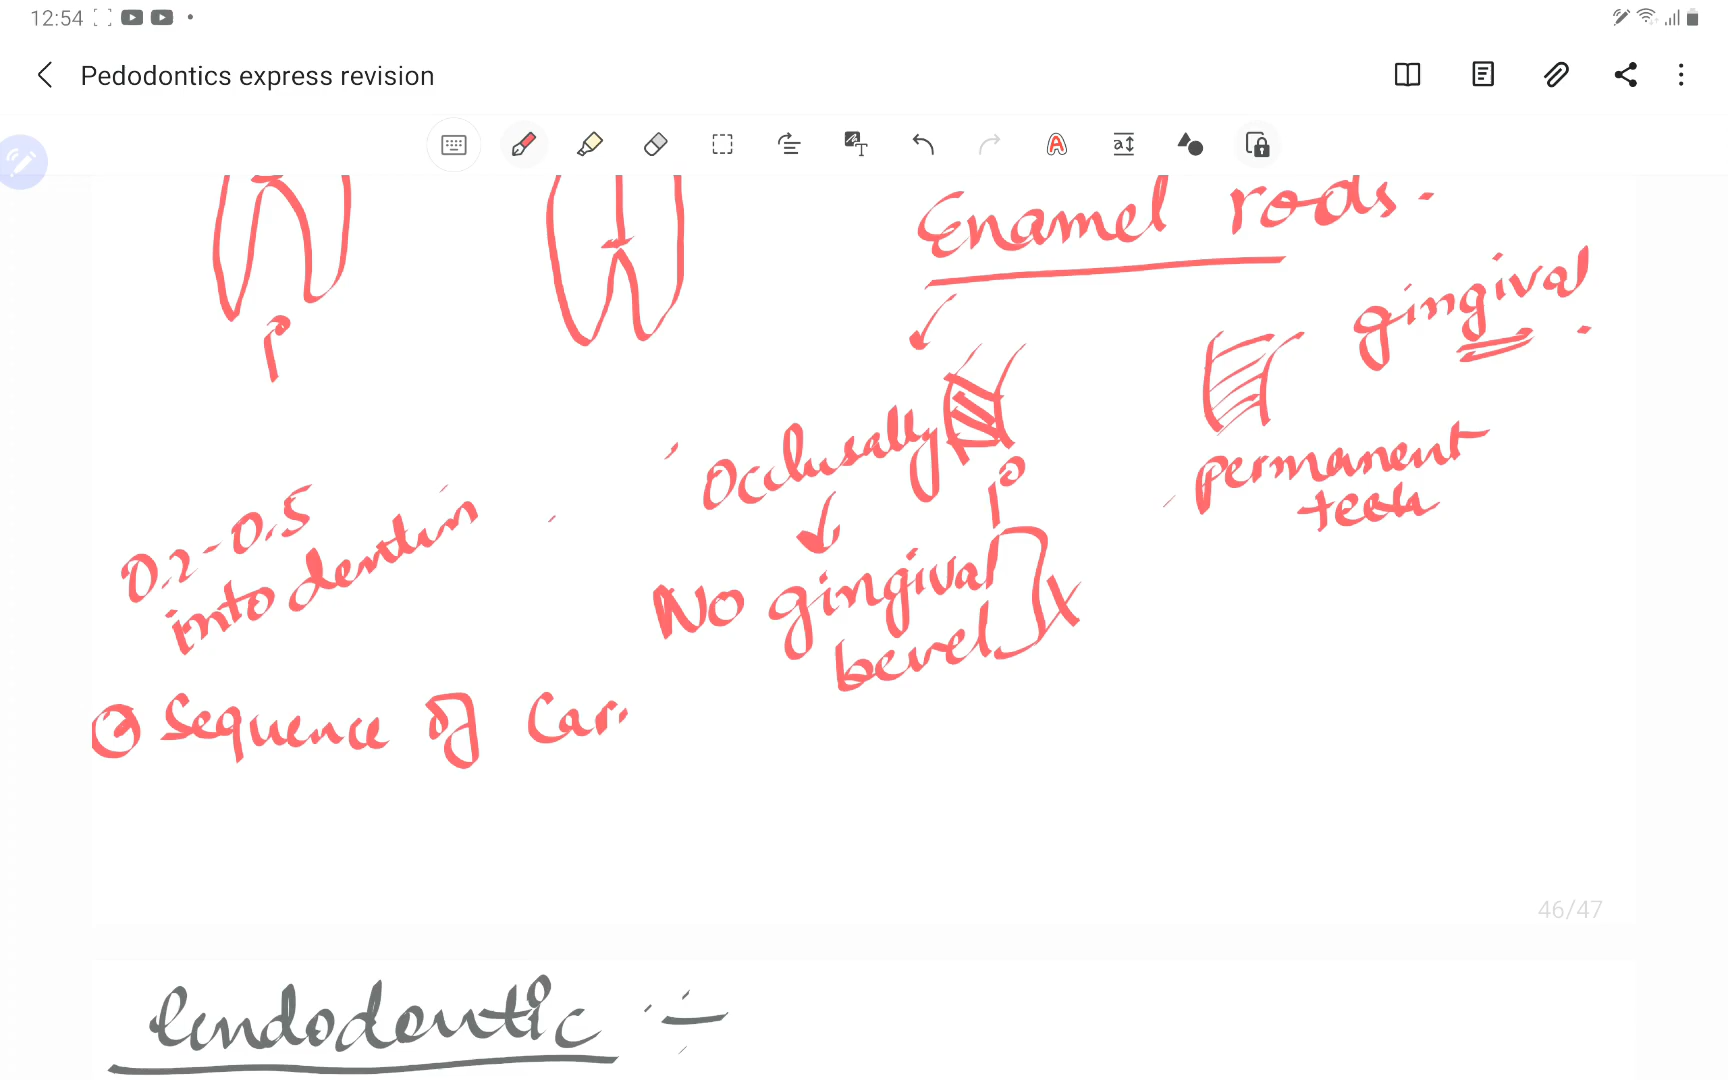 12:54
Pedodontics express revision
Enamel rods.
gingival
P
Occlusally
P
permanent
teeth
0.2-0.5
into dentin
No gingival
bevel
X
Sequence of Car.
46/47
Endodontic :-